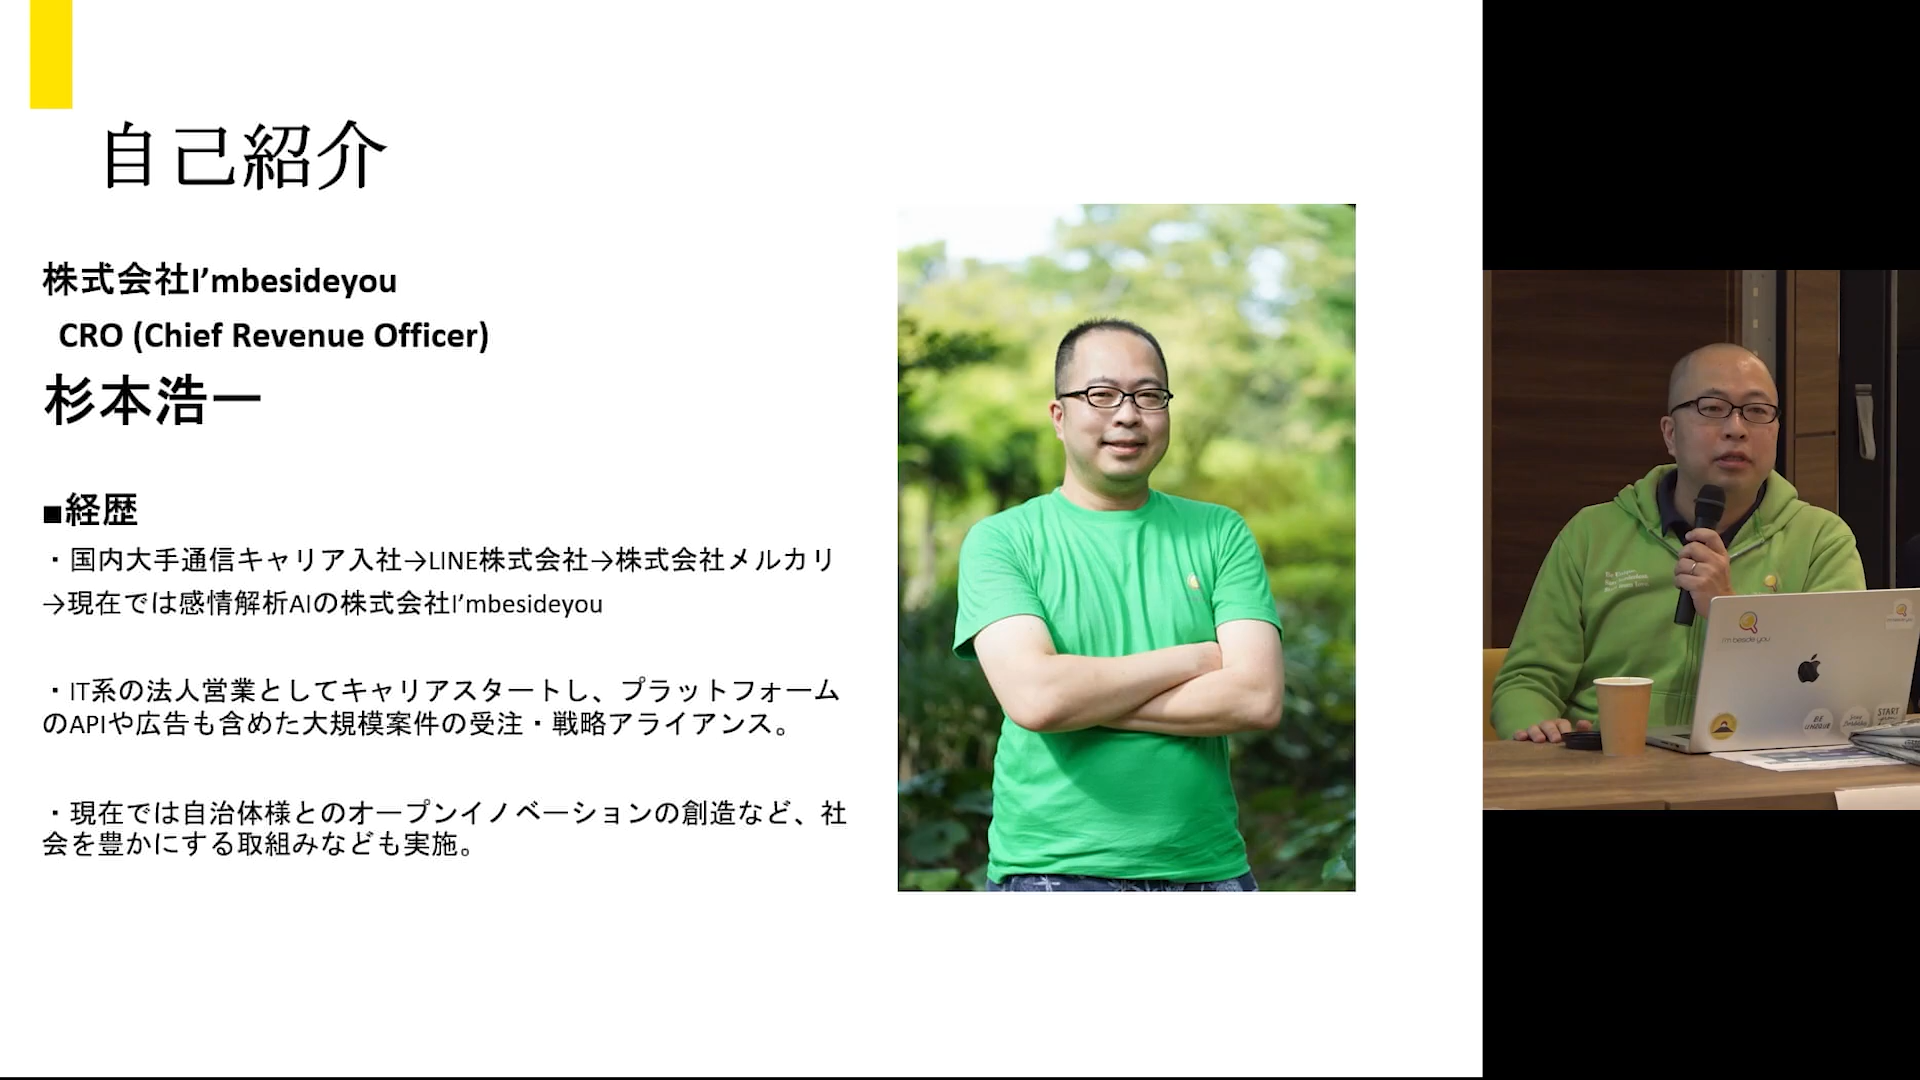 自己紹介
株式会社I’mbesideyou
CRO (Chief Revenue Officer)
杉本浩一
■経歴
・国内大手通信キャリア入社→LINE株式会社→株式会社メルカリ
→現在では感情解析AIの株式会社I’mbesideyou
・IT系の法人営業としてキャリアスタートし、プラットフォーム
のAPIや広告も含めた大規模案件の受注・戦略アライアンス。
・現在では自治体様とのオープンイノベーションの創造など、社
会を豊かにする取組みなども実施。
I'm beside you
START